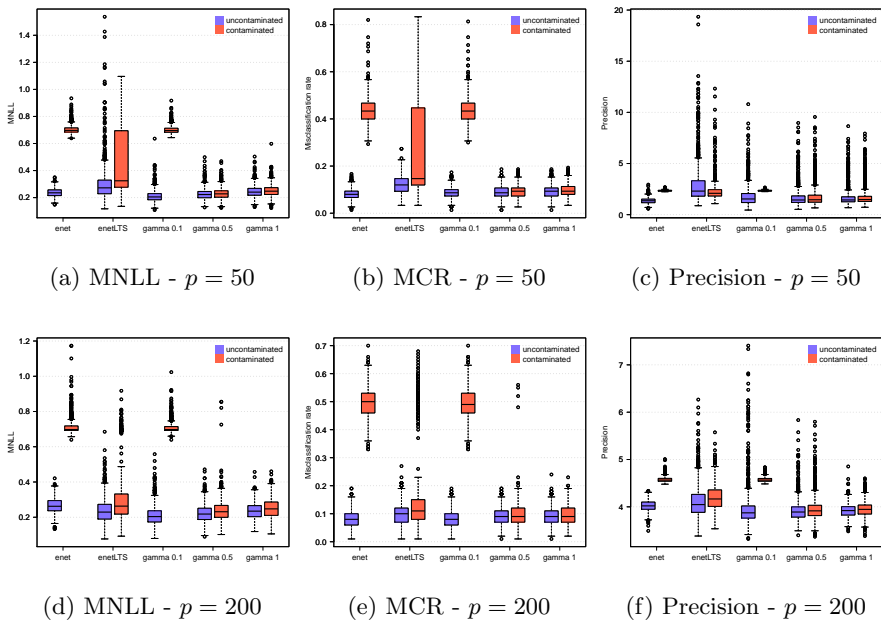 uncontaminated
contaminated
MNLL
1.4
1.2
1.0
0.8
0.6
0.4
0.2
enet
enetLTS
gamma 0.1
gamma 0.5
gamma 1
(a) MNLL - p = 50
uncontaminated
contaminated
Misclassification rate
0.8
0.6
0.4
0.2
0.0
enet
enetLTS
gamma 0.1
gamma 0.5
gamma 1
(b) MCR - p = 50
uncontaminated
contaminated
Precision
20
15
10
5
0
enet
enetLTS
gamma 0.1
gamma 0.5
gamma 1
(c) Precision - p = 50
uncontaminated
contaminated
MNLL
1.2
1.0
0.8
0.6
0.4
0.2
enet
enetLTS
gamma 0.1
gamma 0.5
gamma 1
(d) MNLL - p = 200
uncontaminated
contaminated
Misclassification rate
0.7
0.6
0.5
0.4
0.3
0.2
0.1
0.0
enet
enetLTS
gamma 0.1
gamma 0.5
gamma 1
(e) MCR - p = 200
uncontaminated
contaminated
Precision
7
6
5
4
enet
enetLTS
gamma 0.1
gamma 0.5
gamma 1
(f) Precision - p = 200